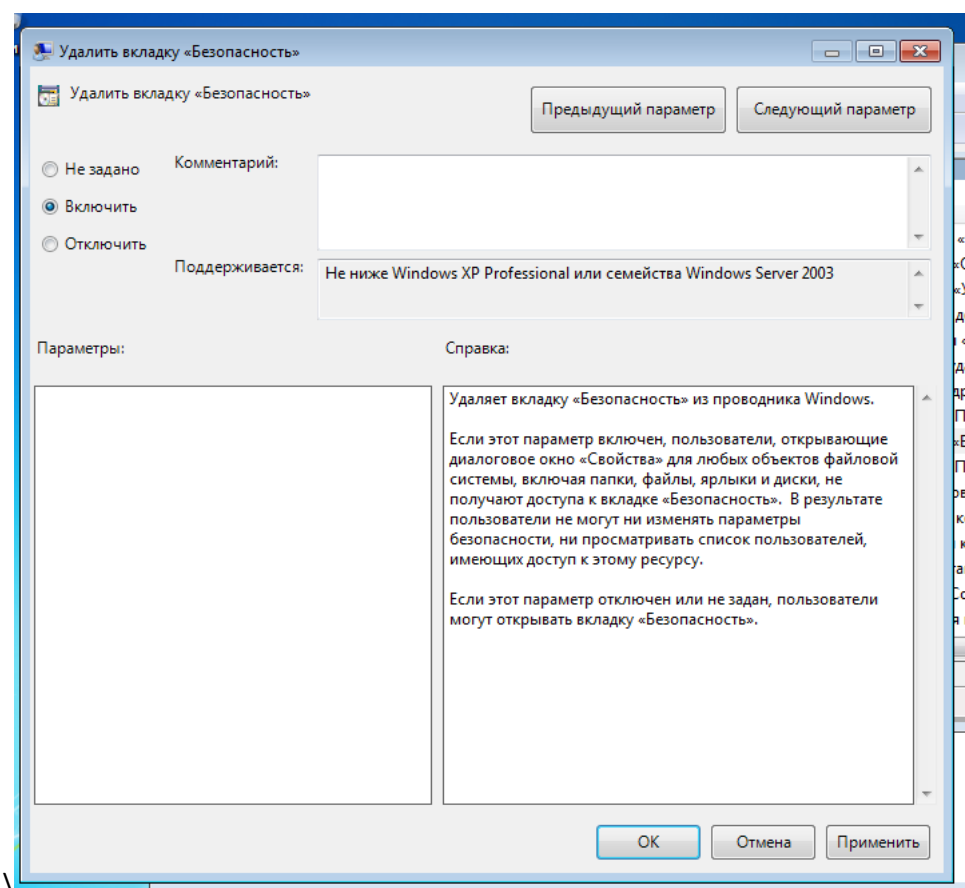 Удалить вкладку «Безопасность»
Удалить вкладку «Безопасность»
Предыдущий параметр
Следующий параметр
Не задано
Включить
Отключить
Комментарий:
Поддерживается:
Не ниже Windows XP Professional или семейства Windows Server 2003
Параметры:
Справка:
Удаляет вкладку «Безопасность» из проводника Windows.
Если этот параметр включен, пользователи, открывающие
диалоговое окно «Свойства» для любых объектов файловой
системы, включая папки, файлы, ярлыки и диски, не
получают доступа к вкладке «Безопасность». В результате
пользователи не могут ни изменять параметры
безопасности, ни просматривать список пользователей,
имеющих доступ к этому ресурсу.
Если этот параметр отключен или не задан, пользователи
могут открывать вкладку «Безопасность».
OK
Отмена
Применить
\